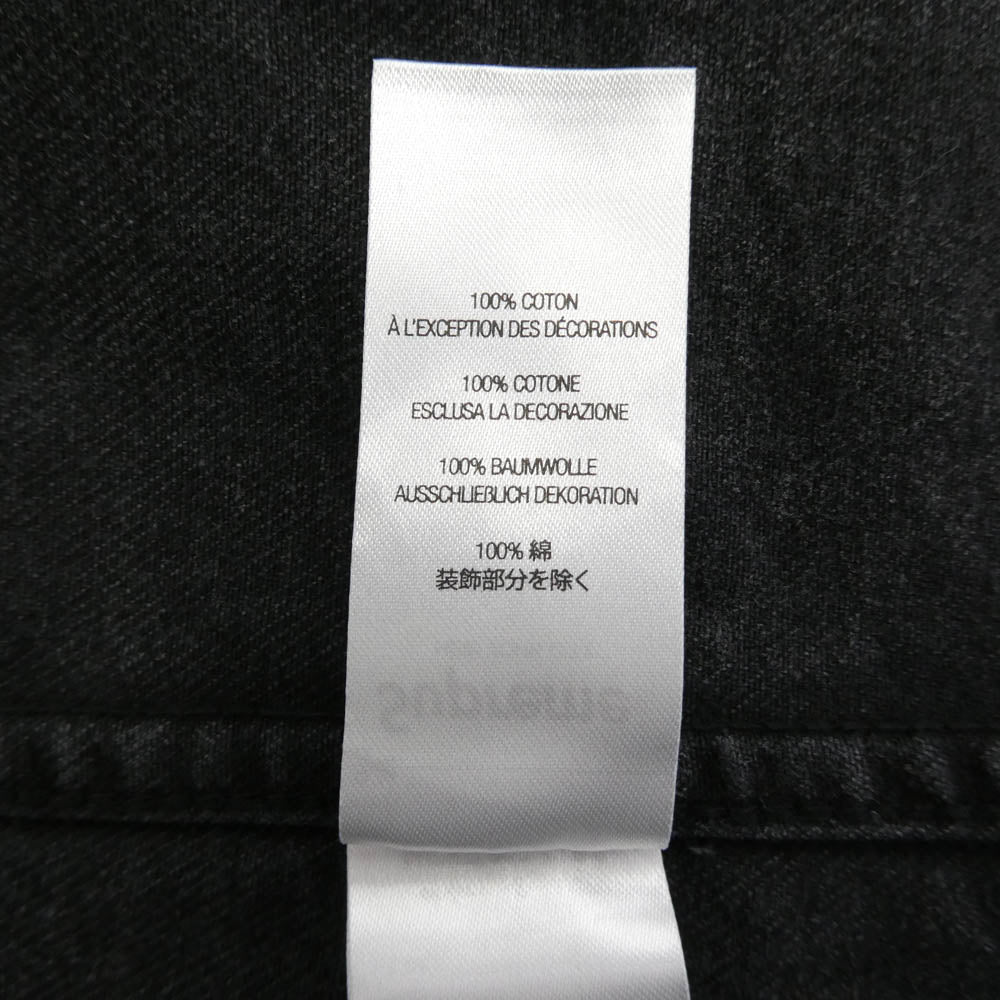 100% COTON
À L'EXCEPTION DES DÉCORATIONS
100% COTONE
ESCLUSA LA DECORAZIONE
100% BAUMWOLLE
AUSSCHLIEßLICH DEKORATION
100% 綿
装飾部分を除く
Supreme